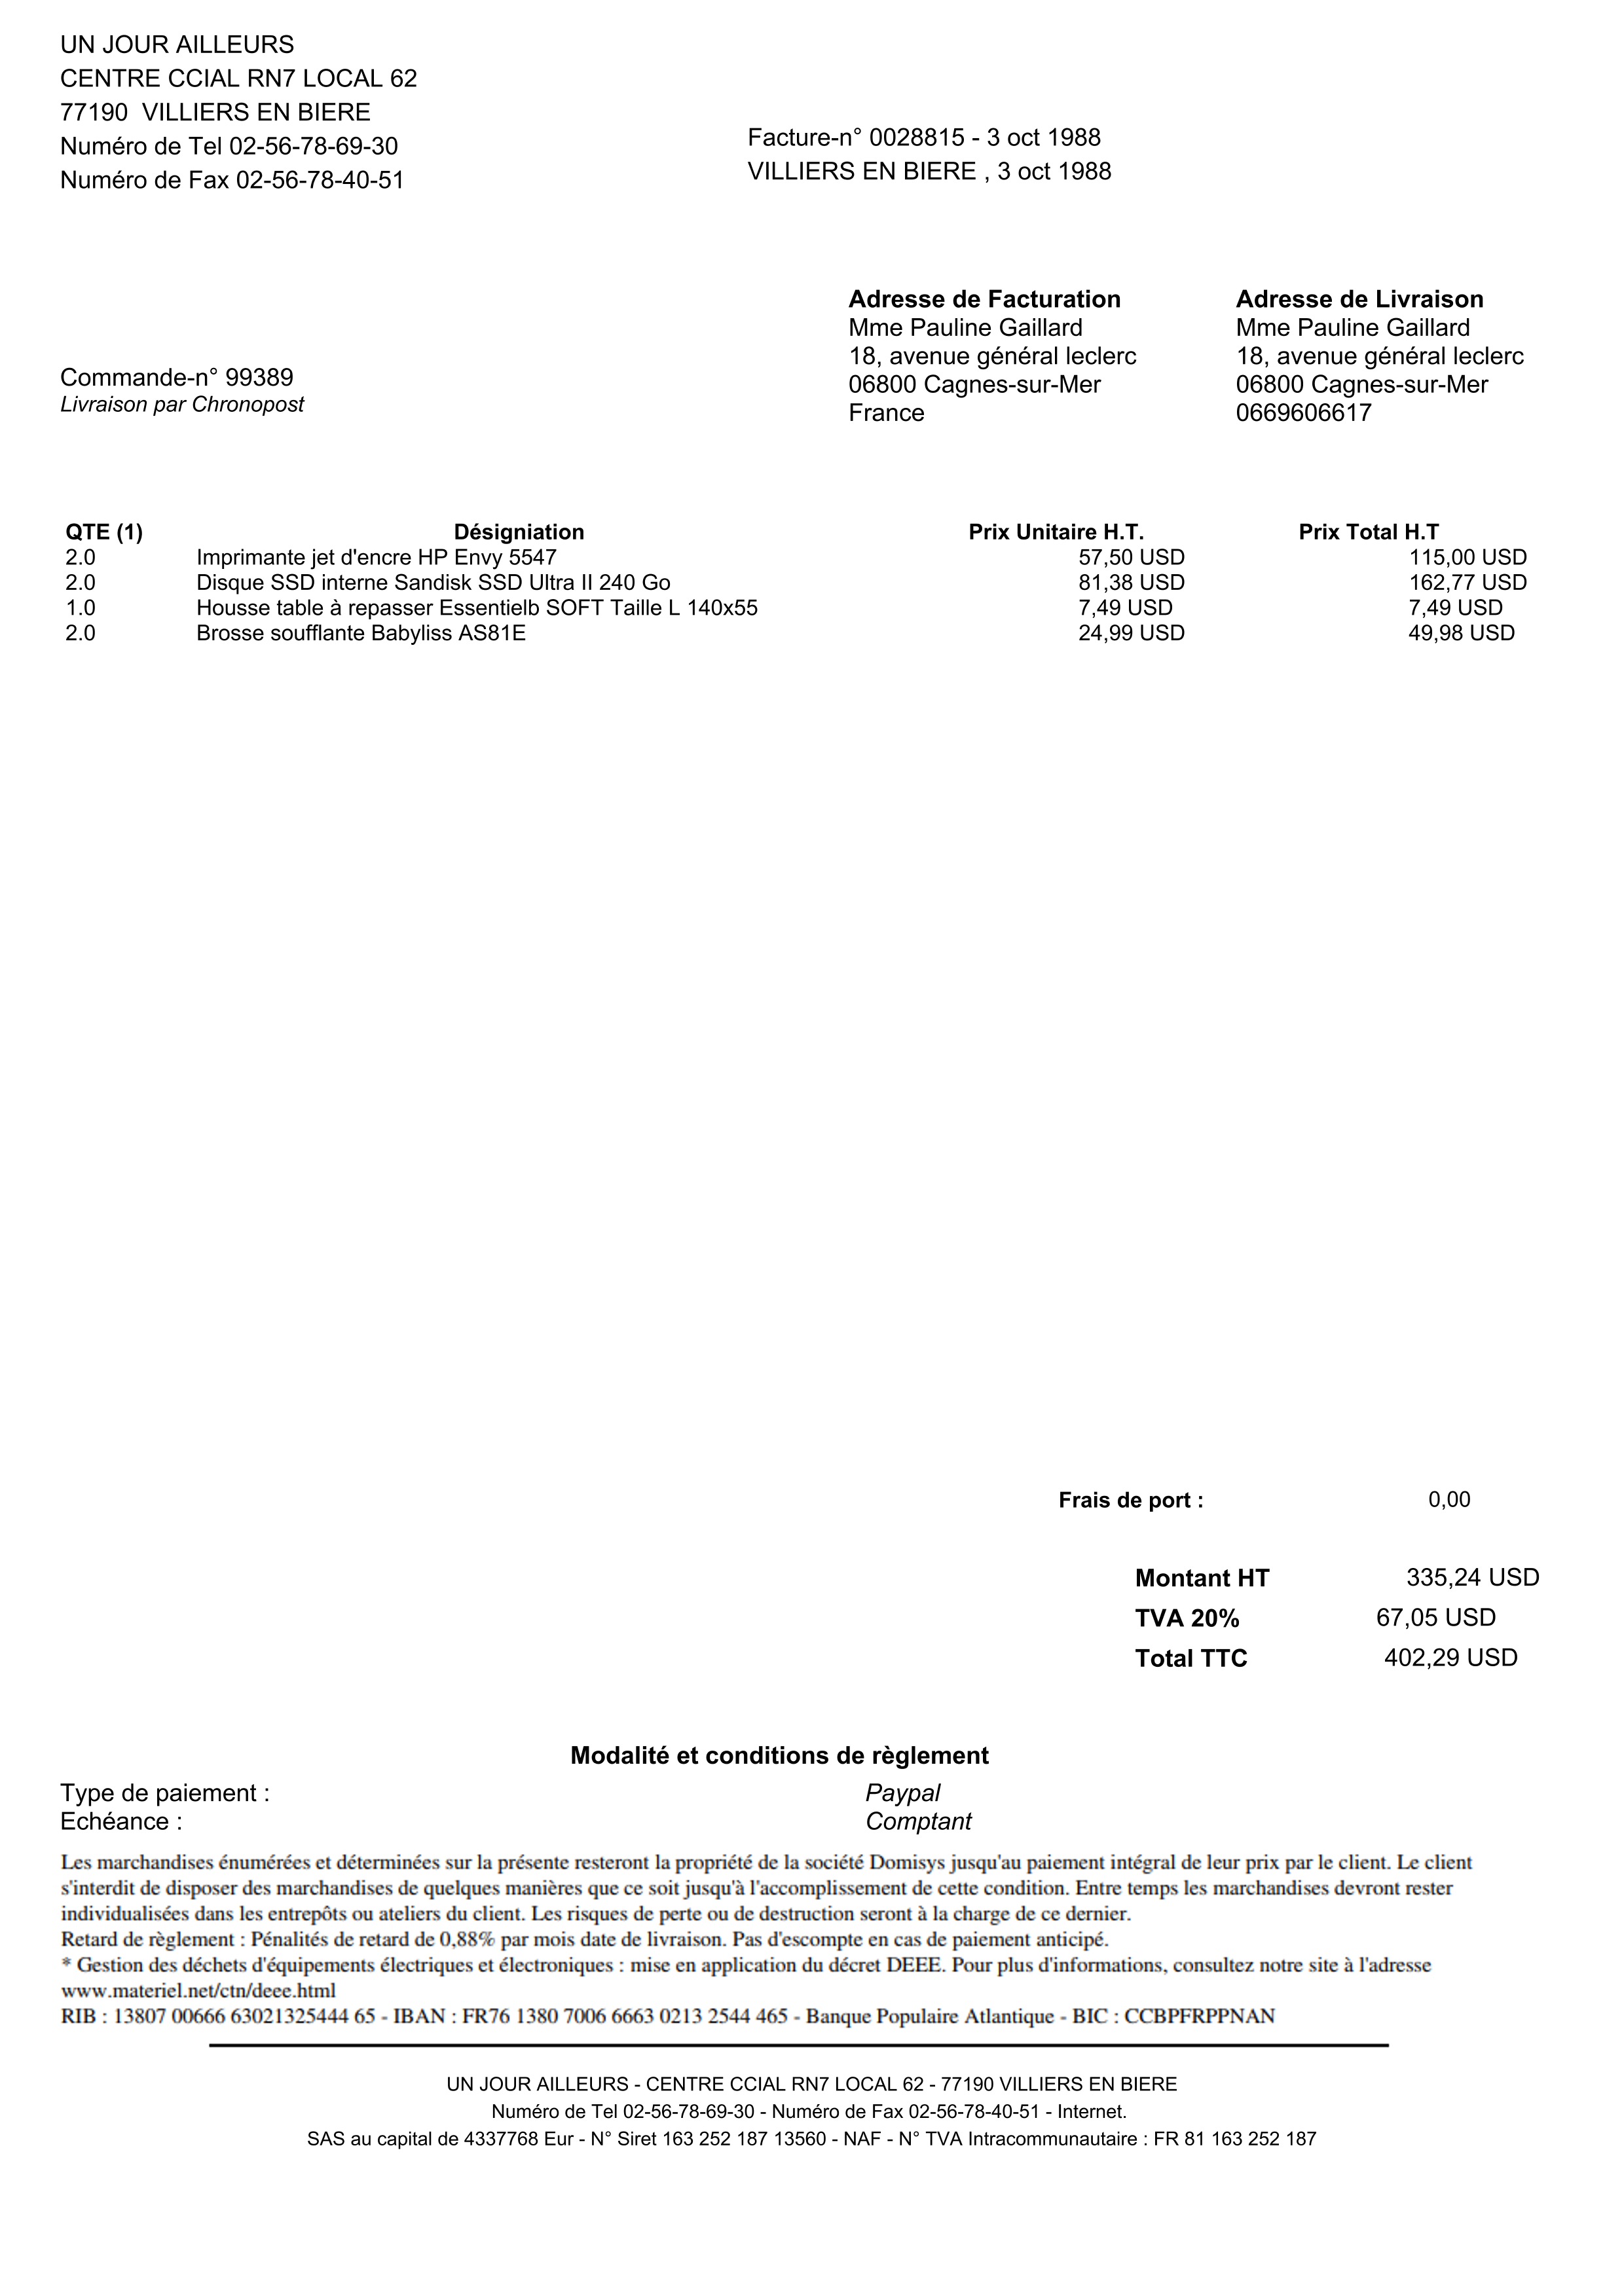 UN JOUR AILLEURS
CENTRE CCIAL RN7 LOCAL 62
77190  VILLIERS EN BIERE
Numéro de Tel 02-56-78-69-30
Numéro de Fax 02-56-78-40-51
Facture-n° 0028815 - 3 oct 1988
VILLIERS EN BIERE , 3 oct 1988
Commande-n° 99389
Livraison par Chronopost
Adresse de Facturation
Mme Pauline Gaillard
18, avenue général leclerc
06800 Cagnes-sur-Mer
France
Adresse de Livraison
Mme Pauline Gaillard
18, avenue général leclerc
06800 Cagnes-sur-Mer
0669606617
QTE (1) Désigniation Prix Unitaire H.T. Prix Total H.T
2.0 Imprimante jet d'encre HP Envy 5547 57,50 USD 115,00 USD
2.0 Disque SSD interne Sandisk SSD Ultra II 240 Go 81,38 USD 162,77 USD
1.0 Housse table à repasser Essentielb SOFT Taille L 140x55 7,49 USD 7,49 USD
2.0 Brosse soufflante Babyliss AS81E 24,99 USD 49,98 USD
Frais de port : 0,00
Montant HT 335,24 USD
TVA 20% 67,05 USD
Total TTC 402,29 USD
Modalité et conditions de règlement
Type de paiement : Paypal
Echéance : Comptant
Les marchandises énumérées et déterminées sur la présente resteront la propriété de la société Domisys jusqu'au paiement intégral de leur prix par le client. Le client
s'interdit de disposer des marchandises de quelques manières que ce soit jusqu'à l'accomplissement de cette condition. Entre temps les marchandises devront rester
individualisées dans les entrepôts ou ateliers du client. Les risques de perte ou de destruction seront à la charge de ce dernier.
Retard de règlement : Pénalités de retard de 0,88% par mois date de livraison. Pas d'escompte en cas de paiement anticipé.
* Gestion des déchets d'équipements électriques et électroniques : mise en application du décret DEEE. Pour plus d'informations, consultez notre site à l'adresse
www.materiel.net/ctn/deee.html
RIB : 13807 00666 63021325444 65 - IBAN : FR76 1380 7006 6663 0213 2544 465 - Banque Populaire Atlantique - BIC : CCBPFRPPNAN
UN JOUR AILLEURS - CENTRE CCIAL RN7 LOCAL 62 - 77190 VILLIERS EN BIERE
Numéro de Tel 02-56-78-69-30 - Numéro de Fax 02-56-78-40-51 - Internet.
SAS au capital de 4337768 Eur - N° Siret 163 252 187 13560 - NAF - N° TVA Intracommunautaire : FR 81 163 252 187